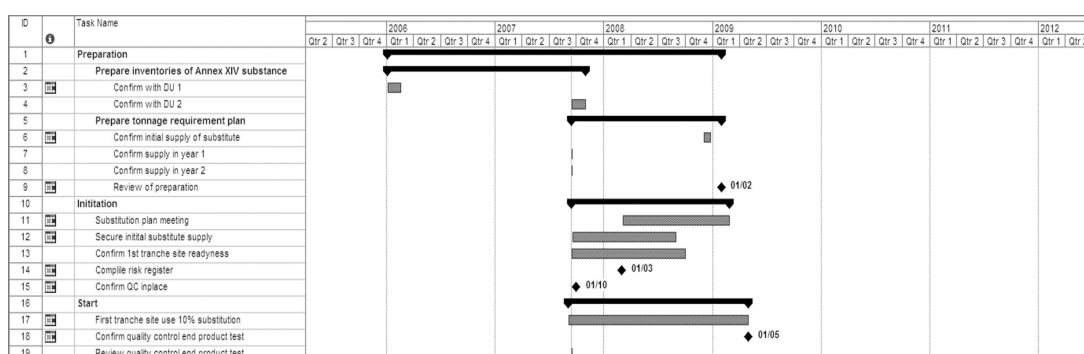 ID Task Name
2006 2007 2008 2009 2010 2011 2012
Qtr 2 Qtr 3 Qtr 4 Qtr 1 Qtr 2 Qtr 3 Qtr 4 Qtr 1 Qtr 2 Qtr 3 Qtr 4 Qtr 1 Qtr 2 Qtr 3 Qtr 4 Qtr 1 Qtr 2 Qtr 3 Qtr 4 Qtr 1 Qtr 2 Qtr 3 Qtr 4 Qtr 1 Qtr 2 Qtr 3 Qtr 4 Qtr 1
1 Preparation
2 Prepare inventories of Annex XIV substance
3 Confirm with DU 1
4 Confirm with DU 2
5 Prepare tonnage requirement plan
6 Confirm initial supply of substitute
7 Confirm supply in year 1
8 Confirm supply in year 2
9 Review of preparation 01/02
10 Inititation
11 Substitution plan meeting
12 Secure initital substitute supply
13 Confirm 1st tranche site readyness
14 Compile risk register 01/03
15 Confirm QC inplace 01/10
16 Start
17 First tranche site use 10% substitution
18 Confirm quality control end product test 01/05
19 Review quality control end product test